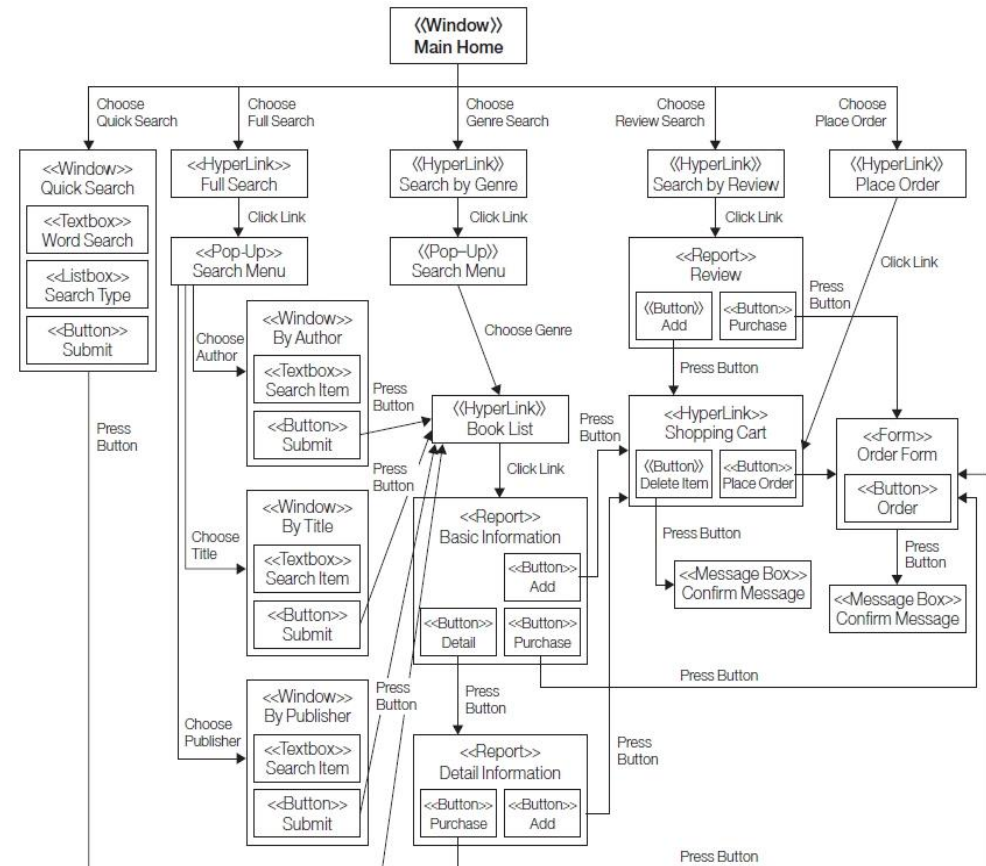 ⟪Window⟫
Main Home
Choose
Quick Search
Choose
Full Search
Choose
Genre Search
Choose
Review Search
Choose
Place Order
<<Window>>
Quick Search
<<Textbox>>
Word Search
<<Listbox>>
Search Type
<<Button>>
Submit
<<HyperLink>>
Full Search
⟪HyperLink⟫
Search by Genre
⟪HyperLink⟫
Search by Review
⟪HyperLink⟫
Place Order
Click Link
Click Link
Click Link
Click Link
<<Pop-Up>>
Search Menu
⟪Pop-Up⟫
Search Menu
<<Report>>
Review
⟪Button⟫
Add
<<Button>>
Purchase
Press
Button
Choose
Author
<<Window>>
By Author
<<Textbox>>
Search Item
<<Button>>
Submit
Choose Genre
Press Button
Press
Button
Press
Button
⟪HyperLink⟫
Book List
Press
Button
<<HyperLink>>
Shopping Cart
⟪Button⟫
Delete Item
<<Button>>
Place Order
<<Form>>
Order Form
<<Button>>
Order
Click Link
Press
Button
Choose
Title
<<Window>>
By Title
<<Textbox>>
Search Item
<<Button>>
Submit
<<Report>>
Basic Information
<<Button>>
Add
<<Button>>
Detail
<<Button>>
Purchase
Press Button
<<Message Box>>
Confirm Message
Press
Button
<<Message Box>>
Confirm Message
Press Button
Choose
Publisher
<<Window>>
By Publisher
<<Textbox>>
Search Item
<<Button>>
Submit
Press
Button
Press
Button
<<Report>>
Detail Information
<<Button>>
Purchase
<<Button>>
Add
Press
Button
Press Button